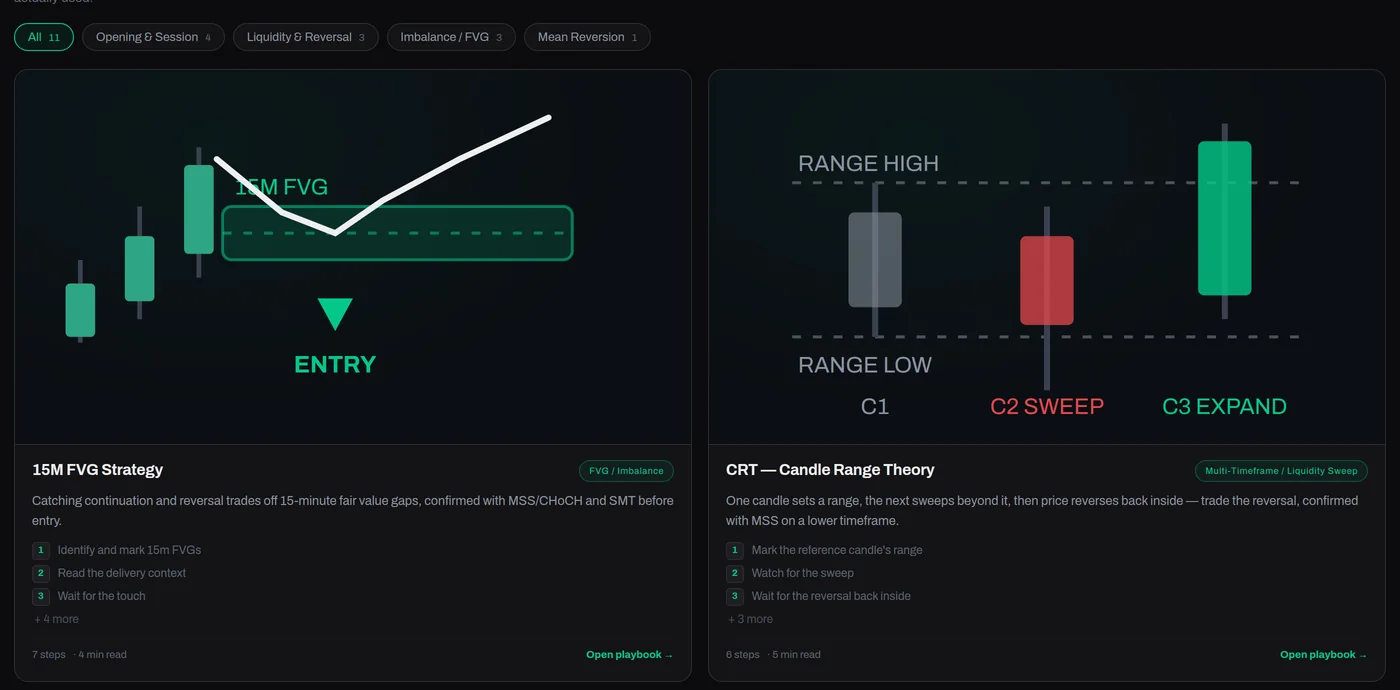 actually used.
All 11
Opening & Session 4
Liquidity & Reversal 3
Imbalance / FVG 3
Mean Reversion 1
15M FVG
ENTRY
RANGE HIGH
RANGE LOW
C1
C2 SWEEP
C3 EXPAND
15M FVG Strategy
FVG / Imbalance
Catching continuation and reversal trades off 15-minute fair value gaps, confirmed with MSS/CHoCH and SMT before
entry.
1 Identify and mark 15m FVGs
2 Read the delivery context
3 Wait for the touch
+ 4 more
7 steps · 4 min read
Open playbook →
CRT — Candle Range Theory
Multi-Timeframe / Liquidity Sweep
One candle sets a range, the next sweeps beyond it, then price reverses back inside — trade the reversal, confirmed
with MSS on a lower timeframe.
1 Mark the reference candle's range
2 Watch for the sweep
3 Wait for the reversal back inside
+ 3 more
6 steps · 5 min read
Open playbook →